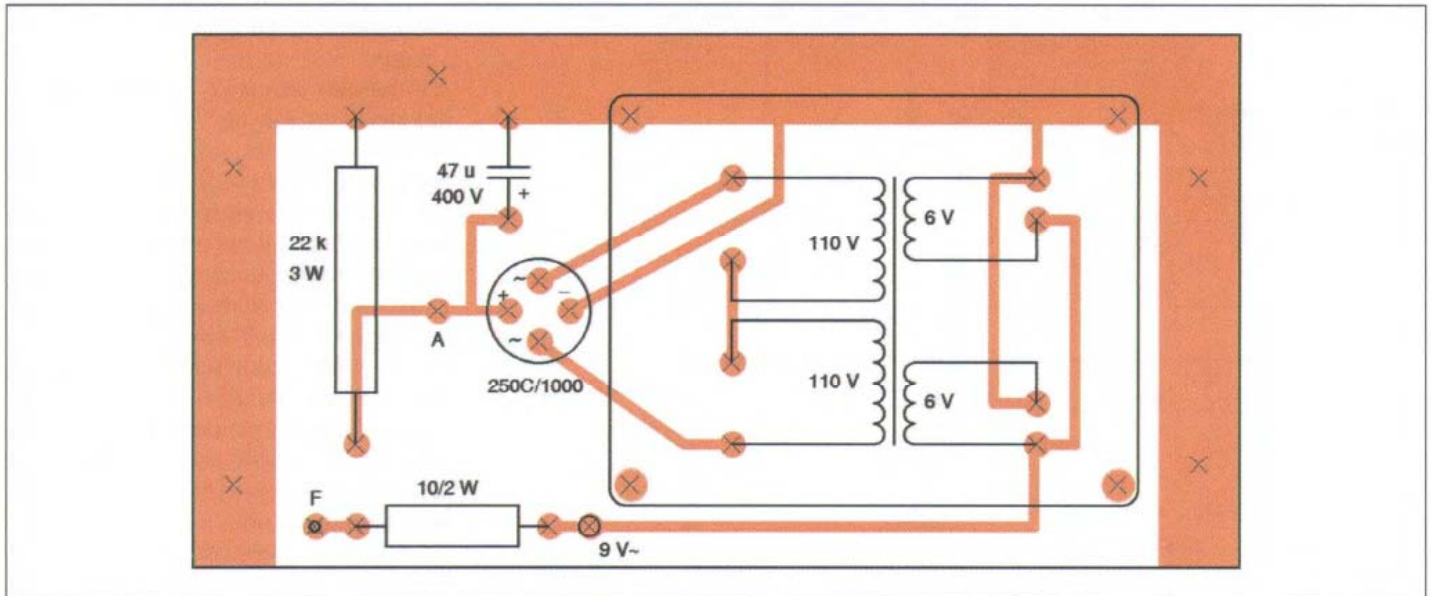 47 u
400 V
+
22 k
3 W
110 V
6 V
~
+
–
A
~
250C/1000
110 V
6 V
10/2 W
F
9 V~